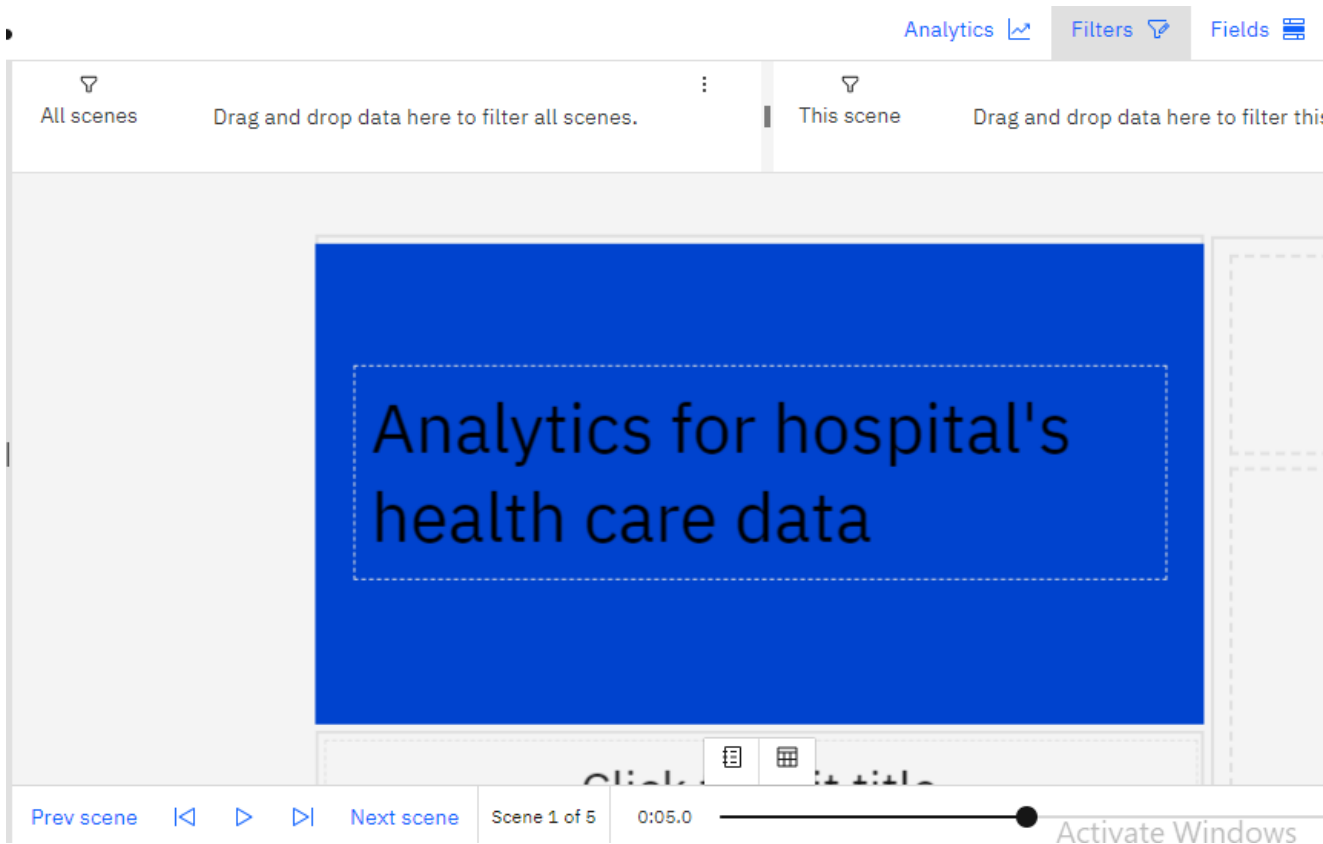 Analytics
Filters
Fields
All scenes
Drag and drop data here to filter all scenes.
This scene
Drag and drop data here to filter this
Analytics for hospital's
health care data
Click
title
Prev scene
Next scene
Scene 1 of 5
0:05.0
Activate Windows